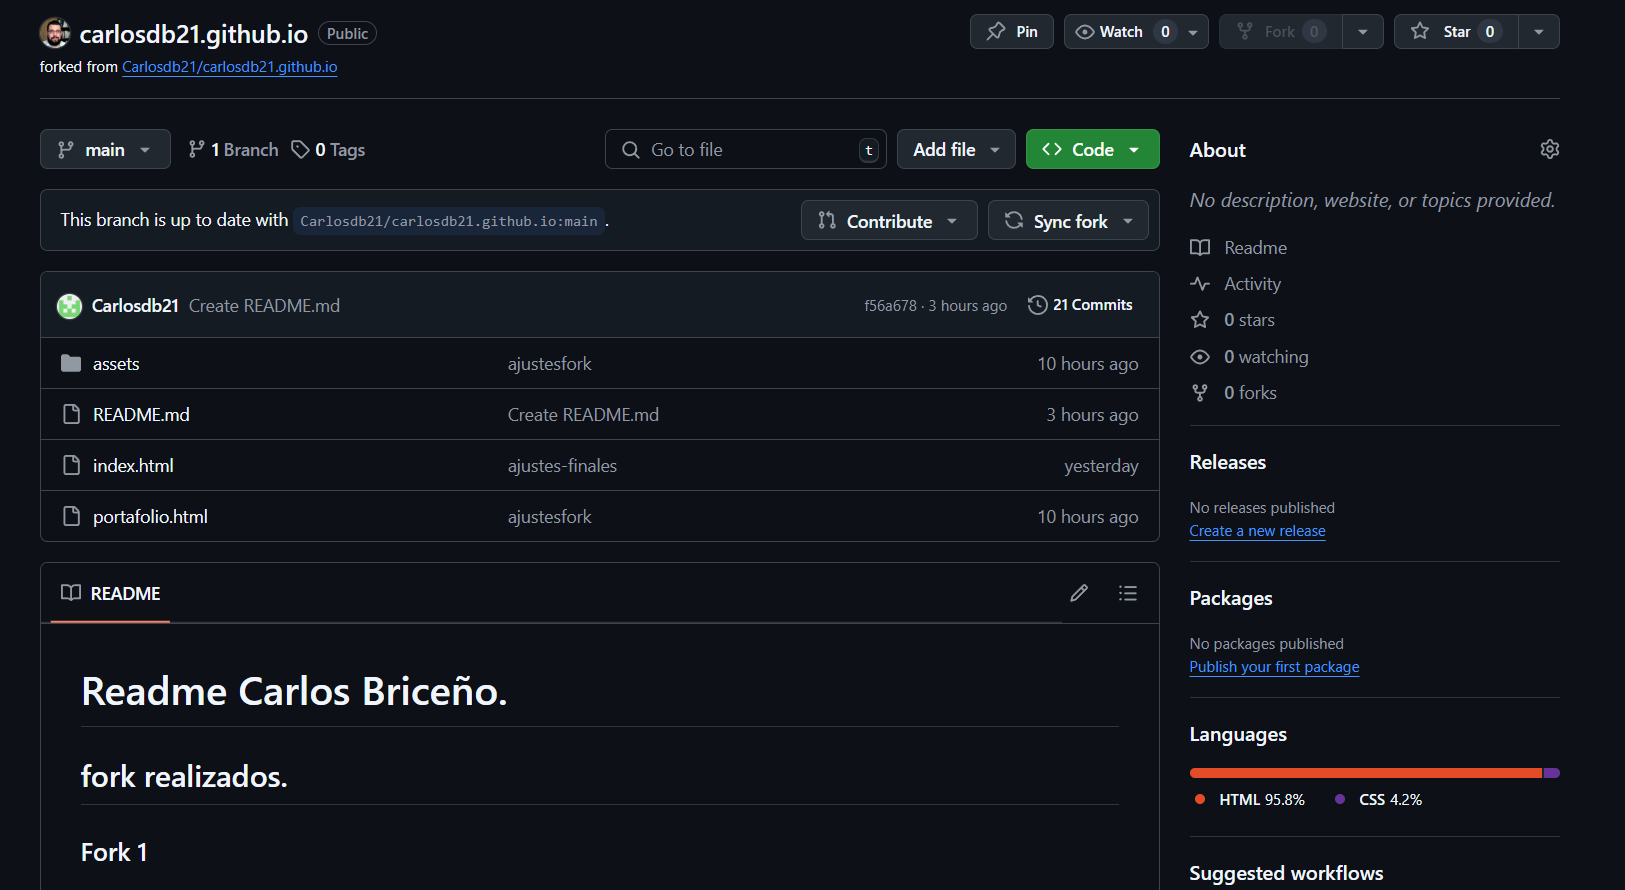 carlosdb21.github.io Public Pin Watch 0 Fork 0 Star 0
forked from Carlosdb21/carlosdb21.github.io
main 1 Branch 0 Tags Go to file t Add file Code
This branch is up to date with Carlosdb21/carlosdb21.github.io:main . Contribute Sync fork
Carlosdb21 Create README.md f56a678 · 3 hours ago 21 Commits
assets ajustesfork 10 hours ago
README.md Create README.md 3 hours ago
index.html ajustes-finales yesterday
portafolio.html ajustesfork 10 hours ago
README
Readme Carlos Briceño.
fork realizados.
Fork 1
About
No description, website, or topics provided.
Readme
Activity
0 stars
0 watching
0 forks
Releases
No releases published
Create a new release
Packages
No packages published
Publish your first package
Languages
HTML 95.8% CSS 4.2%
Suggested workflows